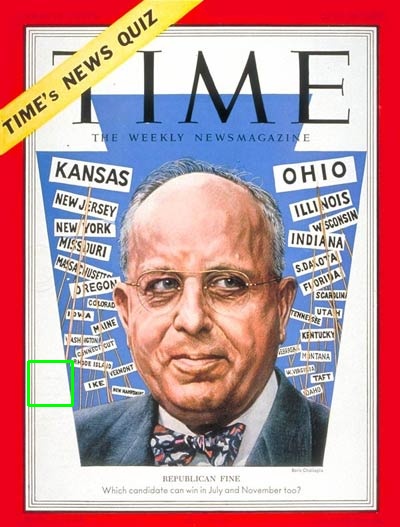 TIME's NEWS QUIZ
TIME
THE WEEKLY NEWSMAGAZINE
KANSAS
OHIO
NEW JERSEY
ILLINOIS
NEW YORK
WISCONSIN
MISSOURI
INDIANA
MASSACHUSETTS
S.DAKOTA
OREGON
FLORIDA
COLORADO
S.CAROLINA
IOWA
TENNESSEE
UTAH
MAINE
KENTUCKY
WASHINGTON
CONNECTICUT
NEBRASKA
MONTANA
RHODE ISLAND
VERMONT
W. VIRGINIA
TAFT
IKE
NEW HAMPSHIRE
IDAHO
Boris Chaliapin
REPUBLICAN FINE
Which candidate can win in July and November too?